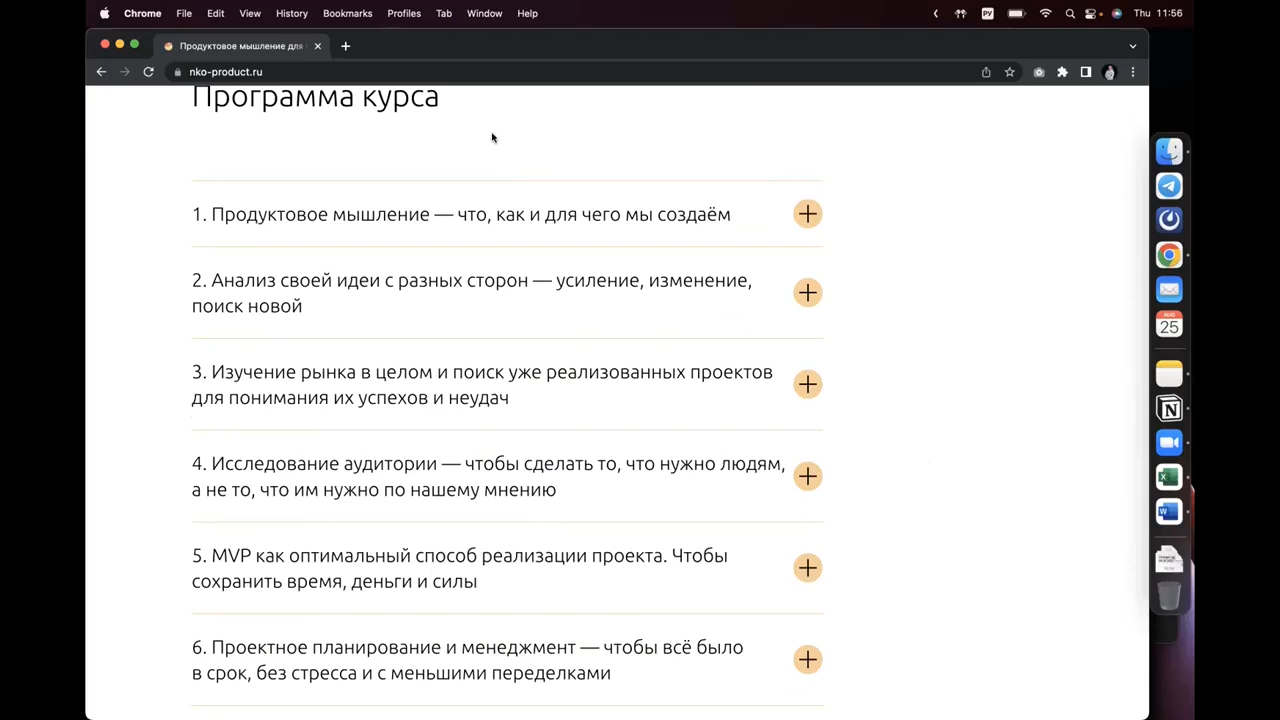 Chrome File Edit View History Bookmarks Profiles Tab Window Help РУ Thu 11:56
Продуктовое мышление для
nko-product.ru
Программа курса
1. Продуктовое мышление — что, как и для чего мы создаём
2. Анализ своей идеи с разных сторон — усиление, изменение,
поиск новой
3. Изучение рынка в целом и поиск уже реализованных проектов
для понимания их успехов и неудач
4. Исследование аудитории — чтобы сделать то, что нужно людям,
а не то, что им нужно по нашему мнению
5. MVP как оптимальный способ реализации проекта. Чтобы
сохранить время, деньги и силы
6. Проектное планирование и менеджмент — чтобы всё было
в срок, без стресса и с меньшими переделками
AUG
25